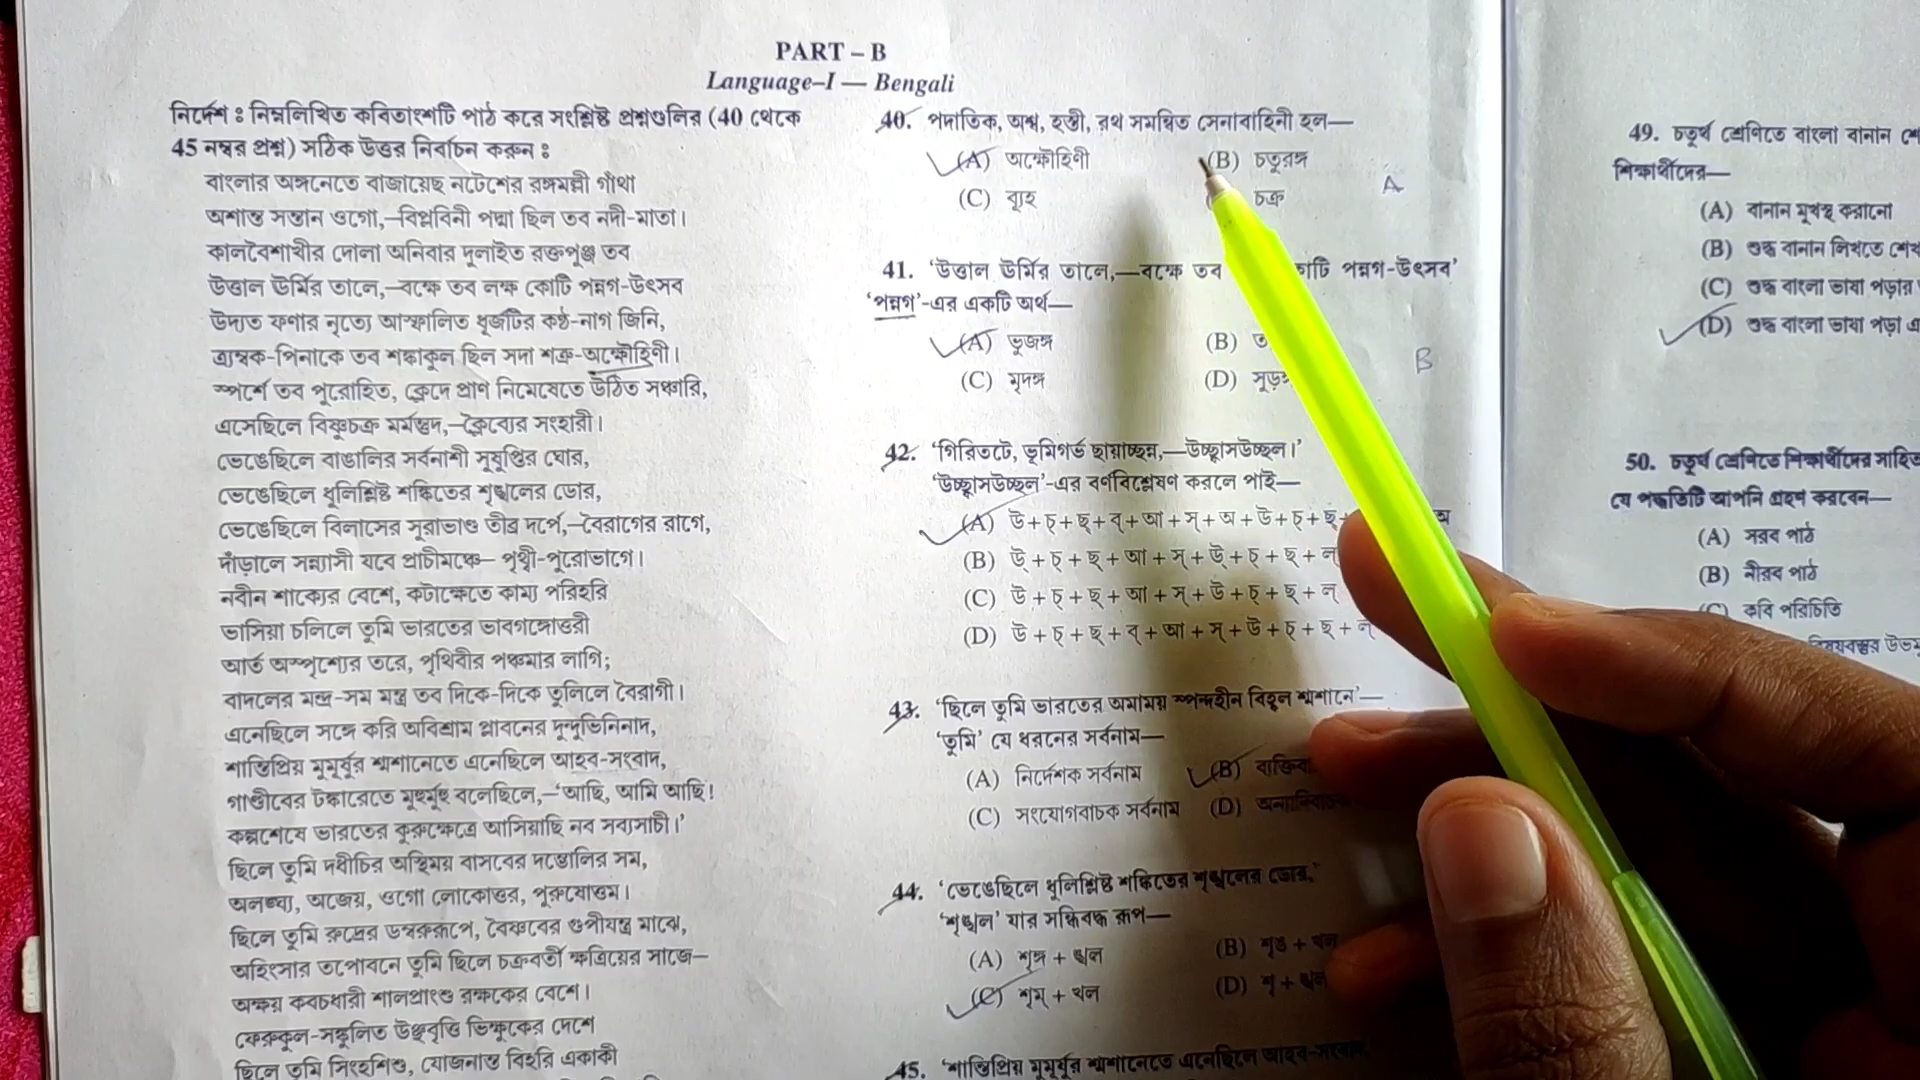 PART – B
Language–I — Bengali
নির্দেশ ঃ নিম্নলিখিত কবিতাংশটি পাঠ করে সংশ্লিষ্ট প্রশ্নগুলির (40 থেকে
45 নম্বর প্রশ্ন) সঠিক উত্তর নির্বাচন করুন ঃ
বাংলার অঙ্গনেতে বাজায়েছ নটেশের রঙ্গমল্লী গাঁথা
অশান্ত সন্তান ওগো,–বিপ্লবিনী পদ্মা ছিল তব নদী-মাতা।
কালবৈশাখীর দোলা অনিবার দুলাইত রক্তপুঞ্জ তব
উত্তাল ঊর্মির তালে,–বক্ষে তব লক্ষ কোটি পন্নগ-উৎসব
উদ্যত ফণার নৃত্যে আস্ফালিত ধূর্জটির কণ্ঠ-নাগ জিনি,
ত্র্যম্বক-পিনাকে তব শঙ্কাকুল ছিল সদা শত্রু-অক্ষৌহিণী।
স্পর্শে তব পুরোহিত, ক্লেদে প্রাণ নিমেষেতে উঠিত সঞ্চারি,
এসেছিলে বিষ্ণুচক্র মর্মন্তুদ,–ক্লৈব্যের সংহারী।
ভেঙেছিলে বাঙালির সর্বনাশী সুষুপ্তির ঘোর,
ভেঙেছিলে ধূলিশ্লিষ্ট শঙ্কিতের শৃঙ্খলের ডোর,
ভেঙেছিলে বিলাসের সুরাভাণ্ড তীব্র দর্পে,–বৈরাগের রাগে,
দাঁড়ালে সন্ন্যাসী যবে প্রাচীমঞ্চে– পৃথ্বী-পুরোভাগে।
নবীন শাক্যের বেশে, কটাক্ষেতে কাম্য পরিহরি
ভাসিয়া চলিলে তুমি ভারতের ভাবগঙ্গোত্তরী
আর্ত অস্পৃশ্যের তরে, পৃথিবীর পঞ্চমার লাগি;
বাদলের মন্দ্র-সম মন্ত্র তব দিকে-দিকে তুলিলে বৈরাগী।
এনেছিলে সঙ্গে করি অবিশ্রাম প্লাবনের দুন্দুভিনিনাদ,
শান্তিপ্রিয় মুমূর্ষুর শ্মশানেতে এনেছিলে আহব-সংবাদ,
গাণ্ডীবের টঙ্কারেতে মুহুর্মুহু বলেছিলে,–‘আছি, আমি আছি!
কল্পশেষে ভারতের কুরুক্ষেত্রে আসিয়াছি নব সব্যসাচী।’
ছিলে তুমি দধীচির অস্থিময় বাসবের দম্ভোলির সম,
অলঙ্ঘ্য, অজেয়, ওগো লোকোত্তর, পুরুষোত্তম।
ছিলে তুমি রুদ্রের ডম্বরুরূপে, বৈষ্ণবের গুপীযন্ত্র মাঝে,
অহিংসার তপোবনে তুমি ছিলে চক্রবর্তী ক্ষত্রিয়ের সাজে–
অক্ষয় কবচধারী শালপ্রাংশু রক্ষকের বেশে।
ফেরুকুল-সঙ্কুলিত উঞ্ছবৃত্তি ভিক্ষুকের দেশে
ছিলে তুমি সিংহশিশু, যোজনান্ত বিহরি একাকী
40. পদাতিক, অশ্ব, হস্তী, রথ সমন্বিত সেনাবাহিনী হল—
(A) অক্ষৌহিণী (B) চতুরঙ্গ
(C) ব্যূহ চক্র
A
41. ‘উত্তাল ঊর্মির তালে,—বক্ষে তব পন্নগ-উৎসব’
‘পন্নগ’-এর একটি অর্থ—
(A) ভুজঙ্গ (B)
(C) মৃদঙ্গ (D)
B
42. ‘গিরিতটে, ভূমিগর্ভ ছায়াচ্ছন্ন,—উচ্ছ্বাসউচ্ছল।’
‘উচ্ছ্বাসউচ্ছল’-এর বর্ণবিশ্লেষণ করলে পাই—
(A) উ+চ্+ছ্+ব্+আ+স্+অ+উ+চ্+ছ্+ অ
(B) উ+চ্+ছ+আ+স্+উ+চ্+ছ+ল
(C) উ+চ্+ছ+আ+স্+উ+চ্+ছ+ল্
(D) উ+চ্+ছ+ব্+আ+স্+উ+চ্+ছ+ল্
43. ‘ছিলে তুমি ভারতের অমাময় স্পন্দহীন বিহ্বল শ্মশানে’—
‘তুমি’ যে ধরনের সর্বনাম—
(A) নির্দেশক সর্বনাম (B)
(C) সংযোগবাচক সর্বনাম (D)
44. ‘ভেঙেছিলে ধূলিশ্লিষ্ট শঙ্কিতের শৃঙ্খলের ডোর,’
‘শৃঙ্খল’ যার সন্ধিবদ্ধ রূপ—
(A) শৃঙ্গ + খল (B) শৃঙ + খল
(C) শৃম্ + খল (D) শৃ + ঙ্খল
45. ‘শান্তিপ্রিয় মুমূর্ষুর শ্মশানেতে এনেছিলে আহব-সংবাদ,
49. চতুর্থ শ্রেণিতে বাংলা বানান
শিক্ষার্থীদের—
(A) বানান মুখস্থ করানো
(B) শুদ্ধ বানান লিখতে
(C) শুদ্ধ বাংলা ভাষা পড়ার
(D) শুদ্ধ বাংলা ভাষা পড়া
50. চতুর্থ শ্রেণিতে শিক্ষার্থীদের
যে পদ্ধতিটি আপনি গ্রহণ করবেন—
(A) সরব পাঠ
(B) নীরব পাঠ
(C) কবি পরিচিতি